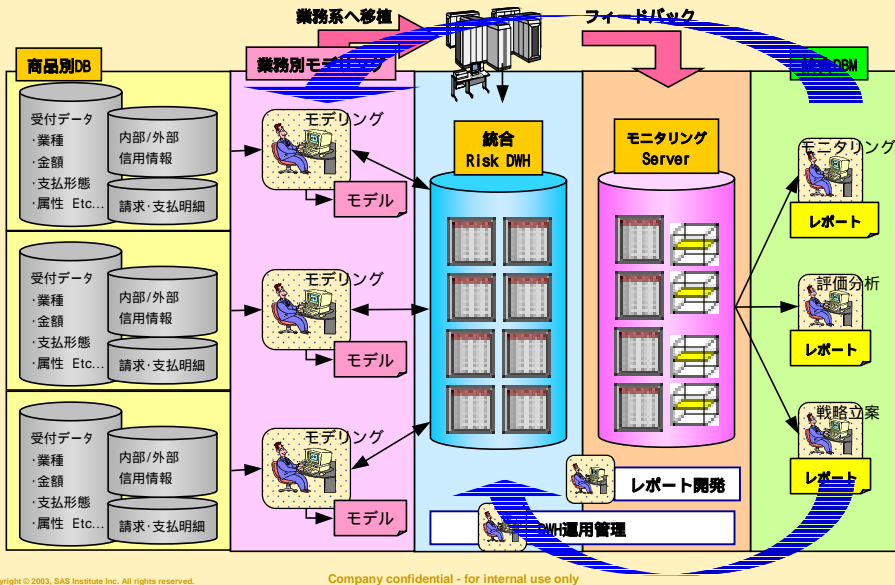 業務系へ移植
フィードバック
商品別DB
業務別モデリング
DBM
受付データ
・業種
・金額
・支払形態
・属性 Etc...
内部/外部
信用情報
請求・支払明細
モデリング
モデル
統合
Risk DWH
モニタリング
Server
モニタリング
レポート
受付データ
・業種
・金額
・支払形態
・属性 Etc...
内部/外部
信用情報
請求・支払明細
モデリング
モデル
評価分析
レポート
受付データ
・業種
・金額
・支払形態
・属性 Etc...
内部/外部
信用情報
請求・支払明細
モデリング
モデル
戦略立案
レポート
レポート開発
DWH運用管理
yright © 2003, SAS Institute Inc. All rights reserved.
Company confidential - for internal use only